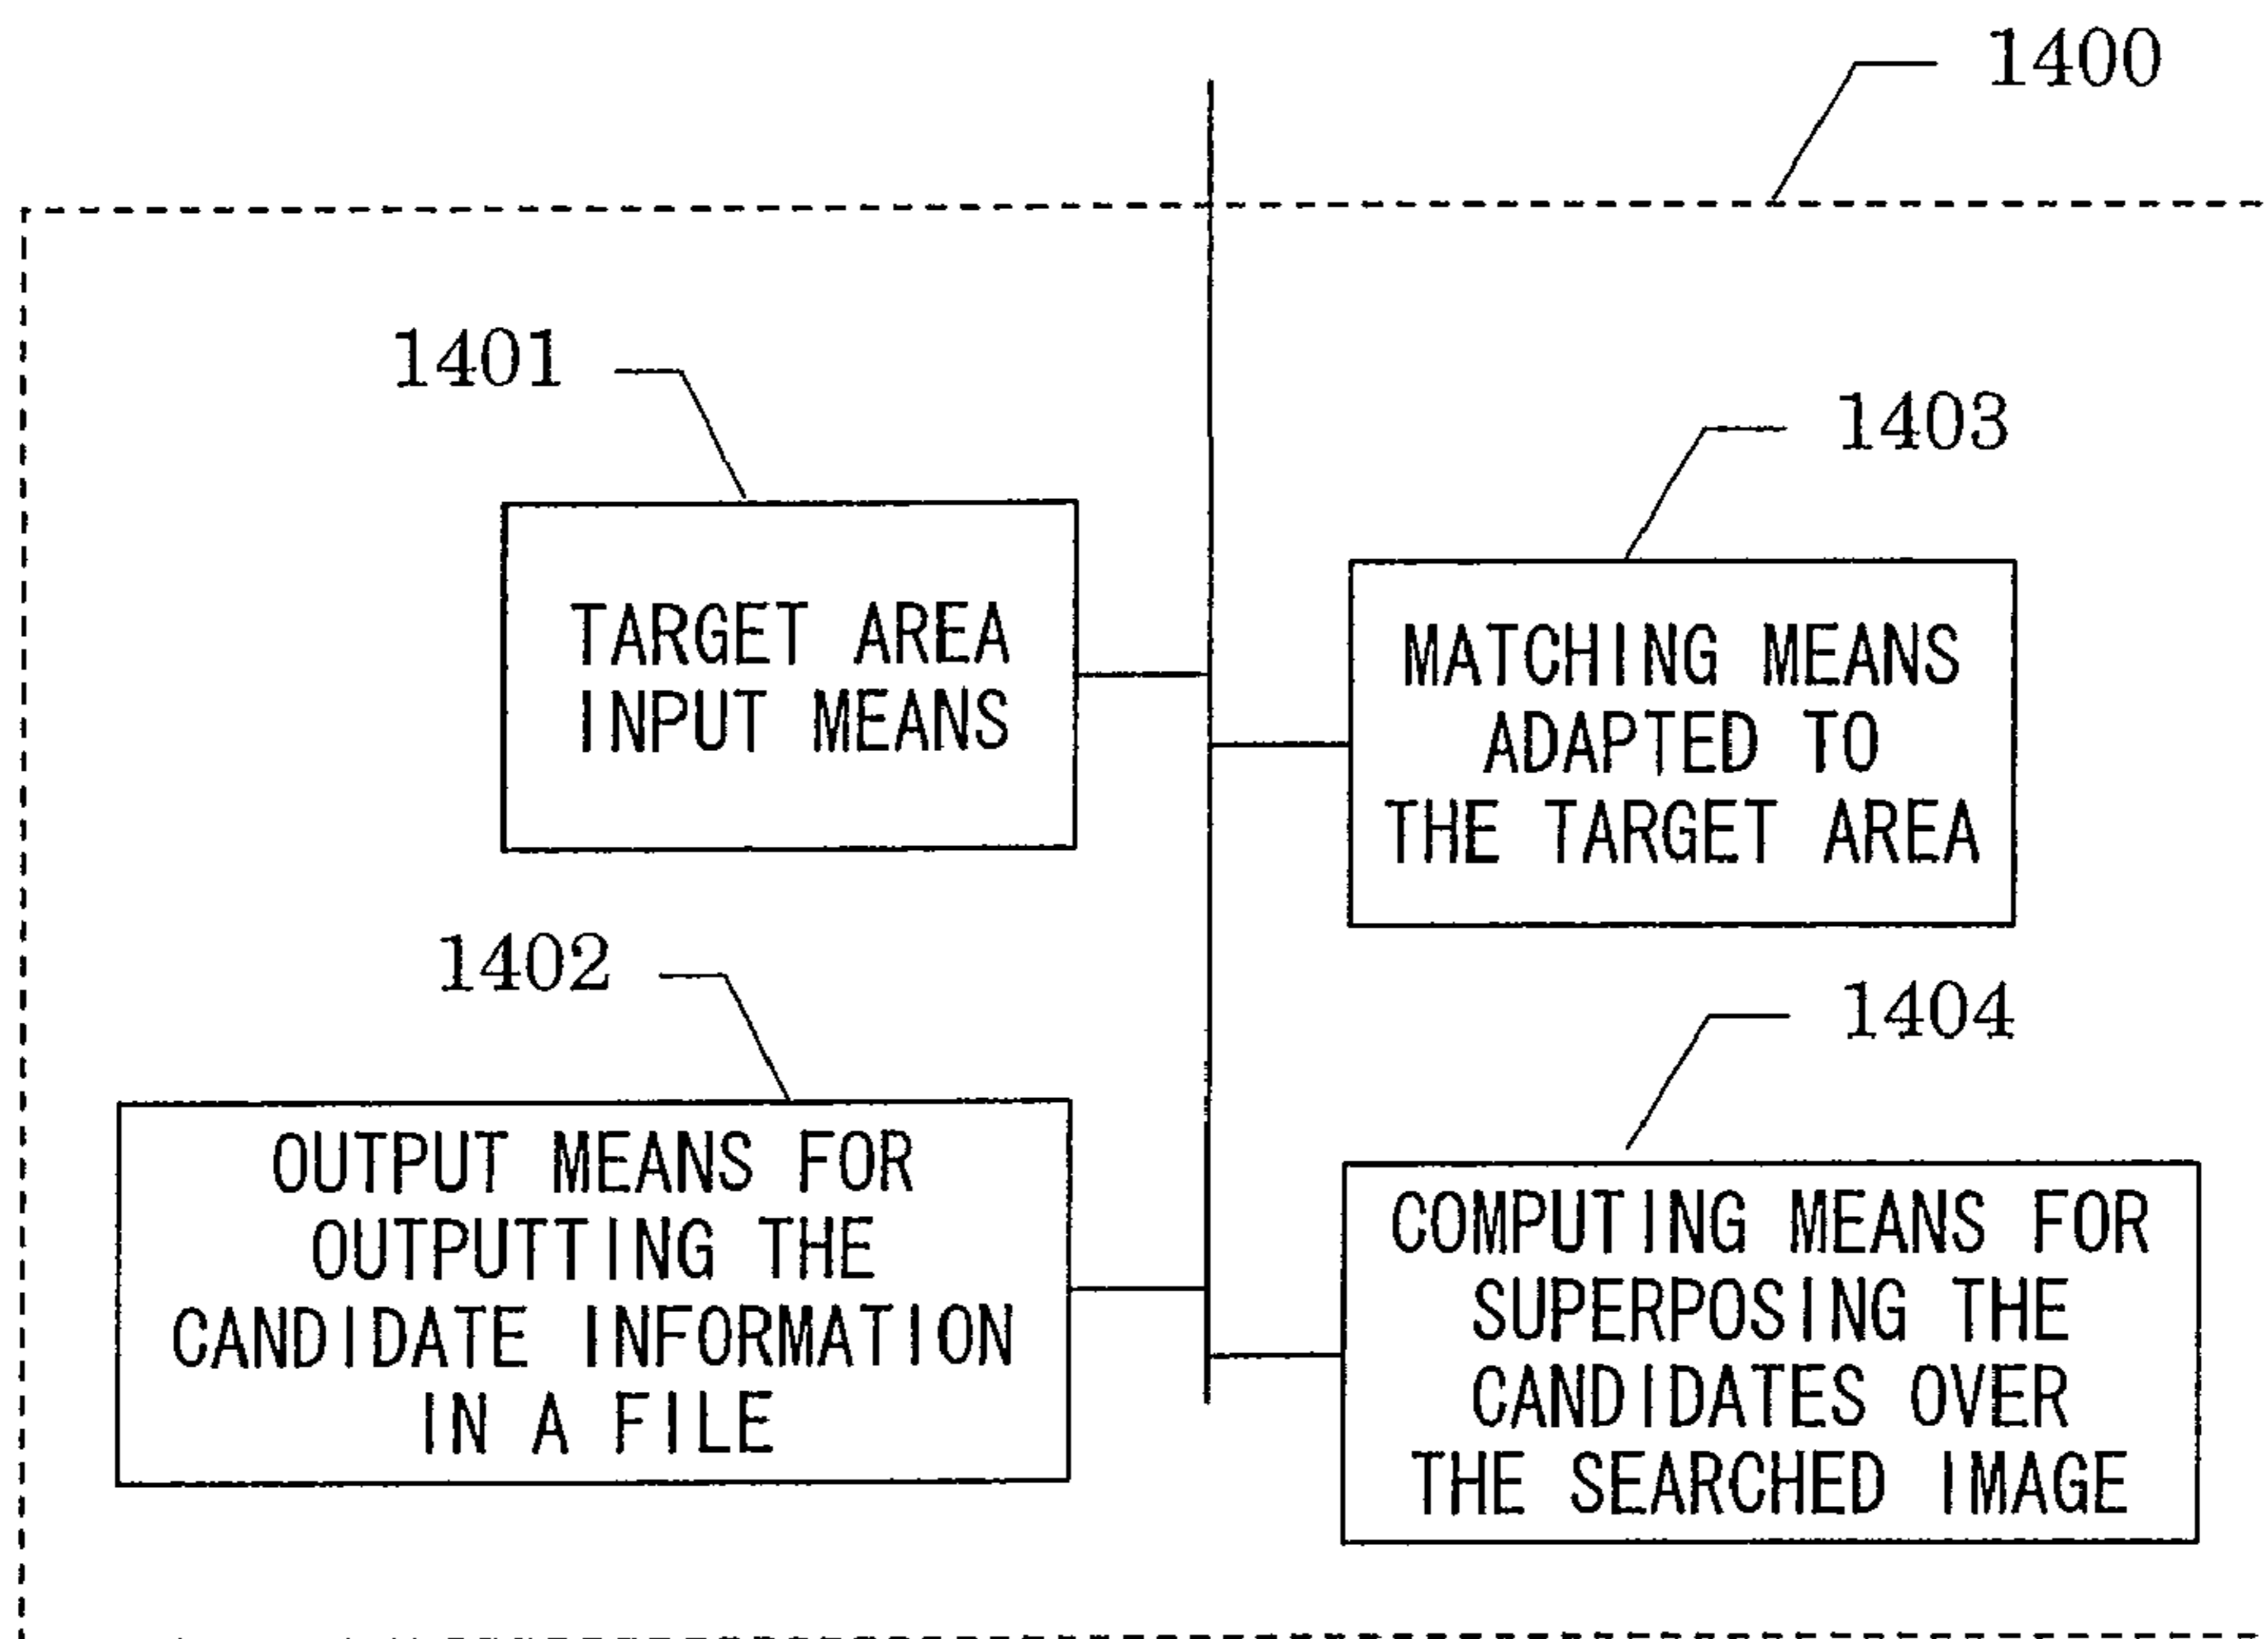 1400
1401
TARGET AREA
INPUT MEANS
1403
MATCHING MEANS
ADAPTED TO
THE TARGET AREA
1402
OUTPUT MEANS FOR
OUTPUTTING THE
CANDIDATE INFORMATION
IN A FILE
1404
COMPUTING MEANS FOR
SUPERPOSING THE
CANDIDATES OVER
THE SEARCHED IMAGE